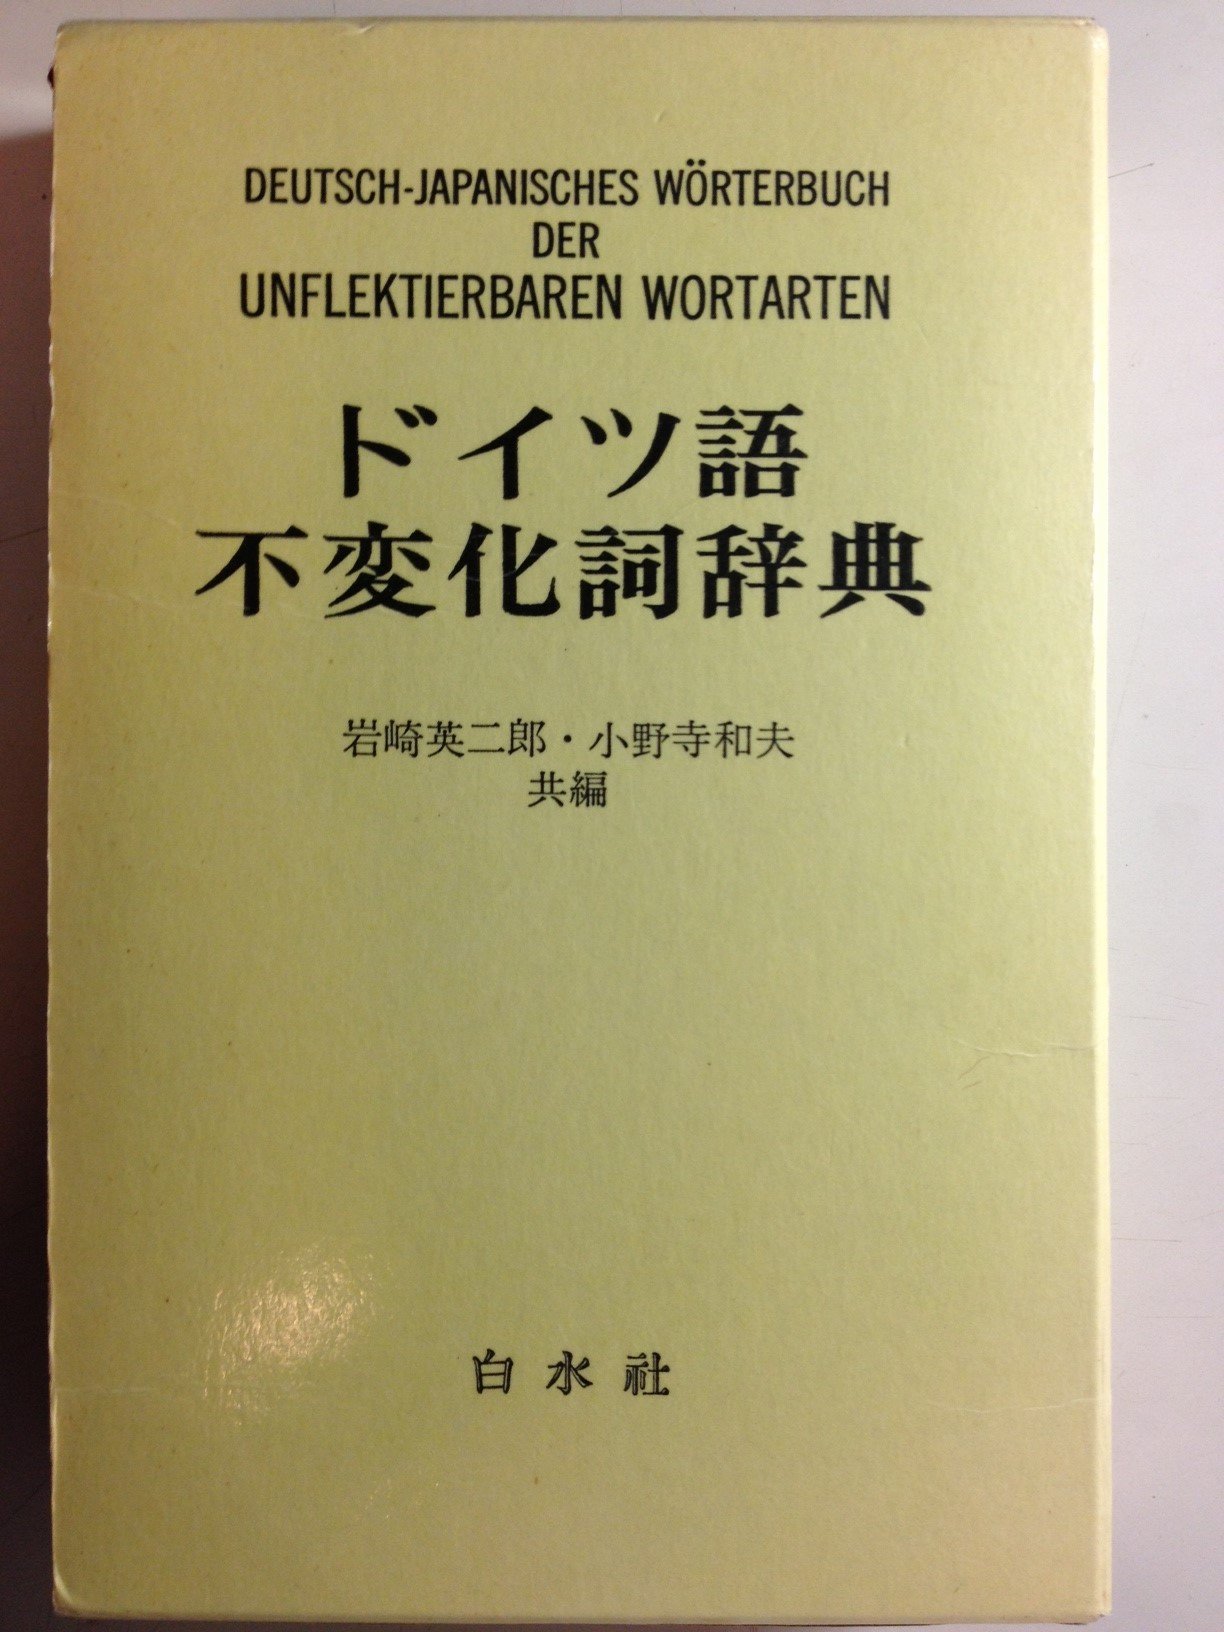 DEUTSCH-JAPANISCHES WÖRTERBUCH
DER
UNFLEKTIERBAREN WORTARTEN
ドイツ語
不変化詞辞典
岩崎英二郎・小野寺和夫
共編
白水社